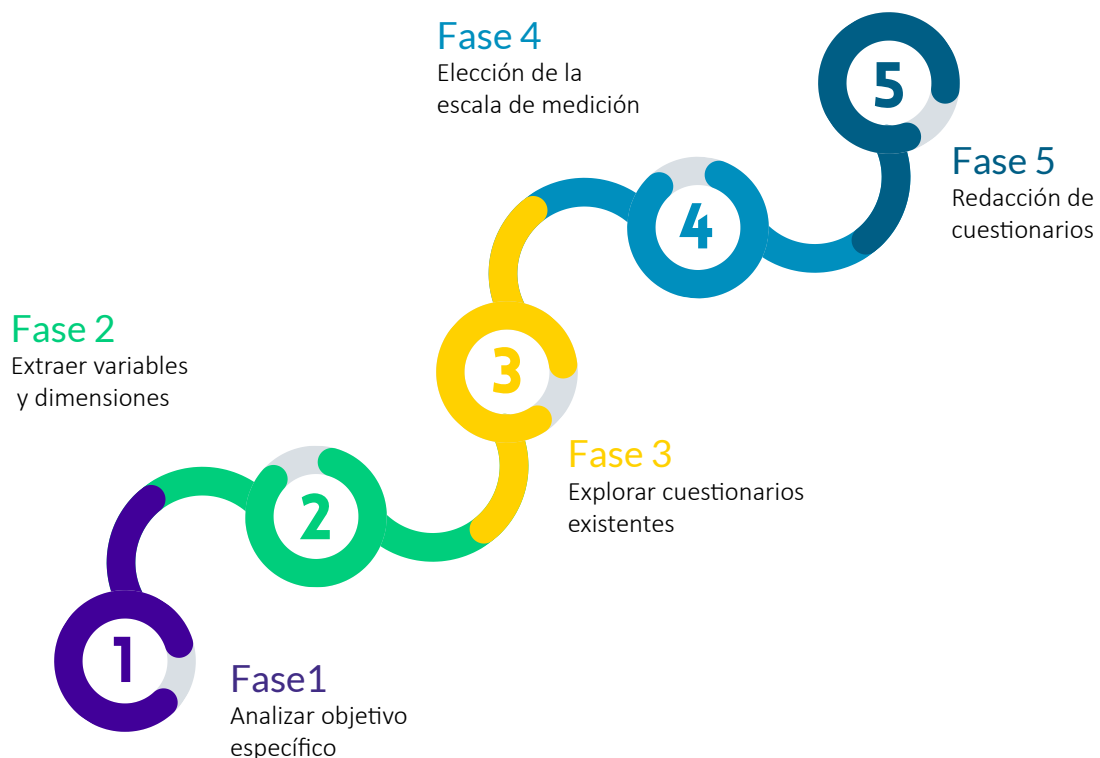 Fase 4
Elección de la
escala de medición
5
Fase 5
Redacción de
cuestionarios
4
Fase 2
Extraer variables
y dimensiones
3
Fase 3
Explorar cuestionarios
existentes
2
1
Fase1
Analizar objetivo
específico